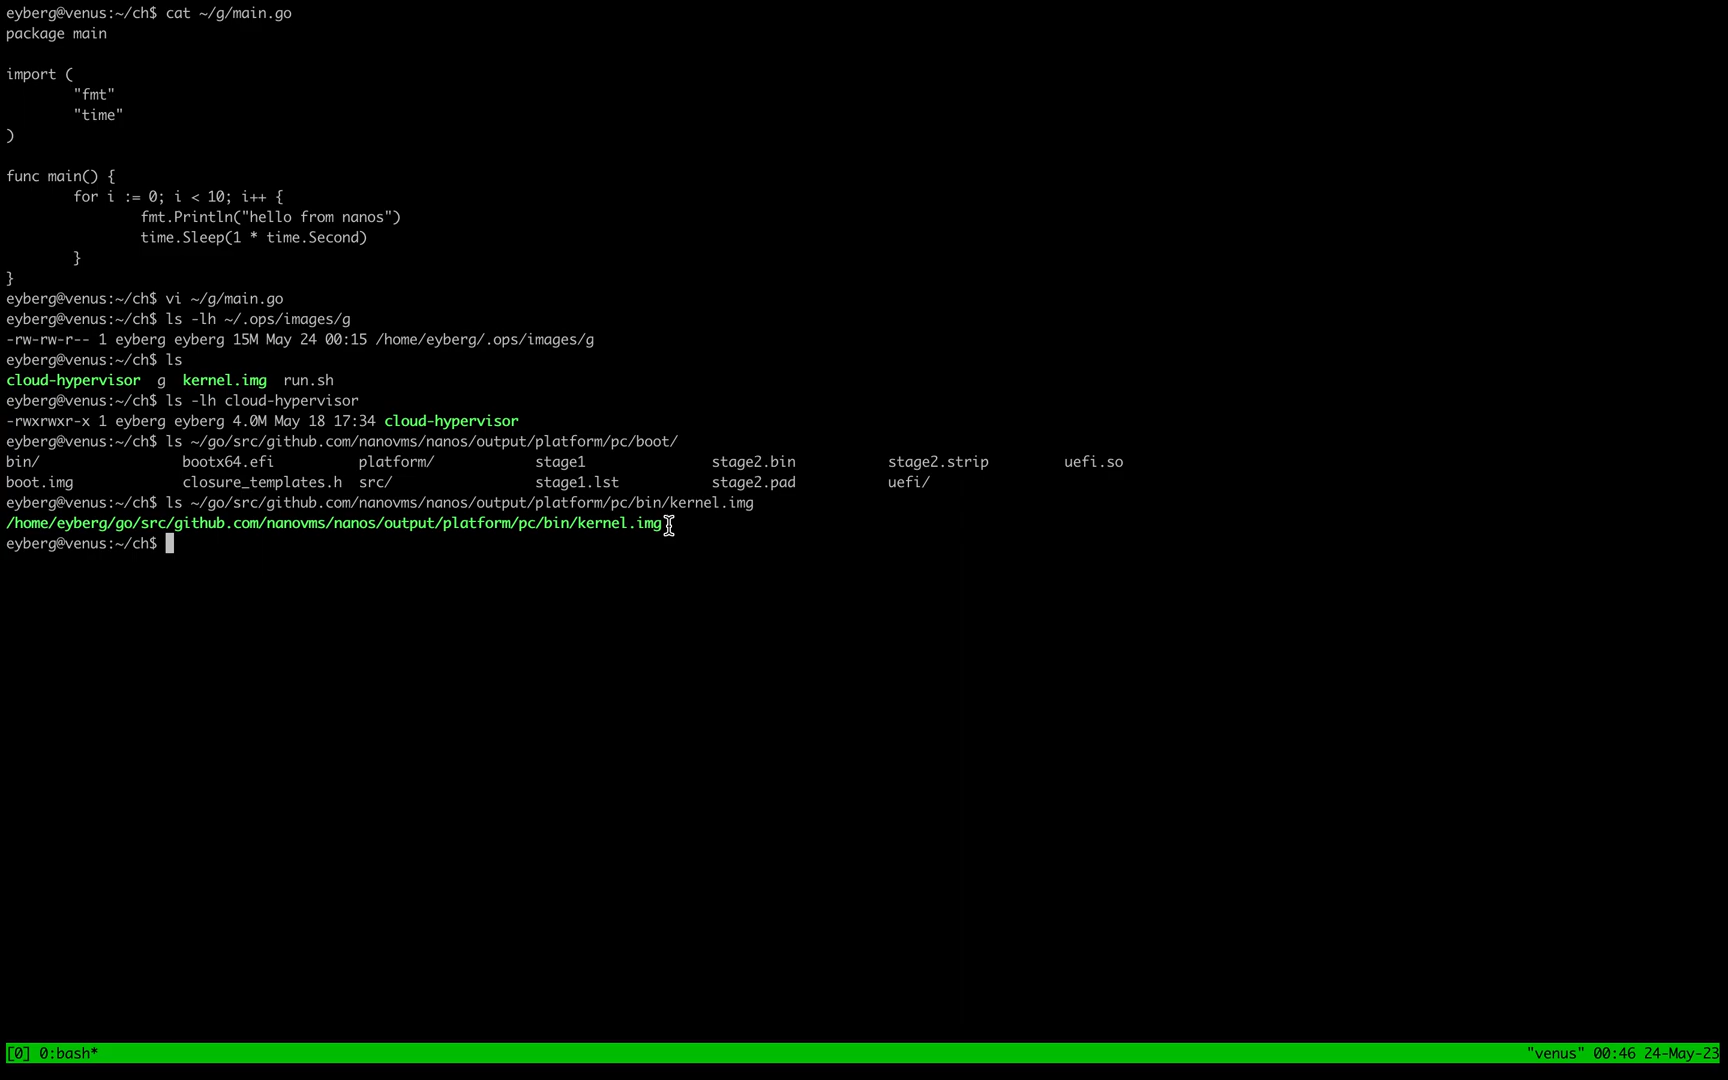 eyberg@venus:~/ch$ cat ~/g/main.go
package main

import (
        "fmt"
        "time"
)

func main() {
        for i := 0; i < 10; i++ {
                fmt.Println("hello from nanos")
                time.Sleep(1 * time.Second)
        }
}
eyberg@venus:~/ch$ vi ~/g/main.go
eyberg@venus:~/ch$ ls -lh ~/.ops/images/g
-rw-rw-r-- 1 eyberg eyberg 15M May 24 00:15 /home/eyberg/.ops/images/g
eyberg@venus:~/ch$ ls
cloud-hypervisor  g  kernel.img  run.sh
eyberg@venus:~/ch$ ls -lh cloud-hypervisor
-rwxrwxr-x 1 eyberg eyberg 4.0M May 18 17:34 cloud-hypervisor
eyberg@venus:~/ch$ ls ~/go/src/github.com/nanovms/nanos/output/platform/pc/boot/
bin/                 bootx64.efi          platform/            stage1               stage2.bin           stage2.strip         uefi.so
boot.img             closure_templates.h  src/                 stage1.lst           stage2.pad           uefi/
eyberg@venus:~/ch$ ls ~/go/src/github.com/nanovms/nanos/output/platform/pc/bin/kernel.img
/home/eyberg/go/src/github.com/nanovms/nanos/output/platform/pc/bin/kernel.img
eyberg@venus:~/ch$
[0] 0:bash* "venus" 00:46 24-May-23